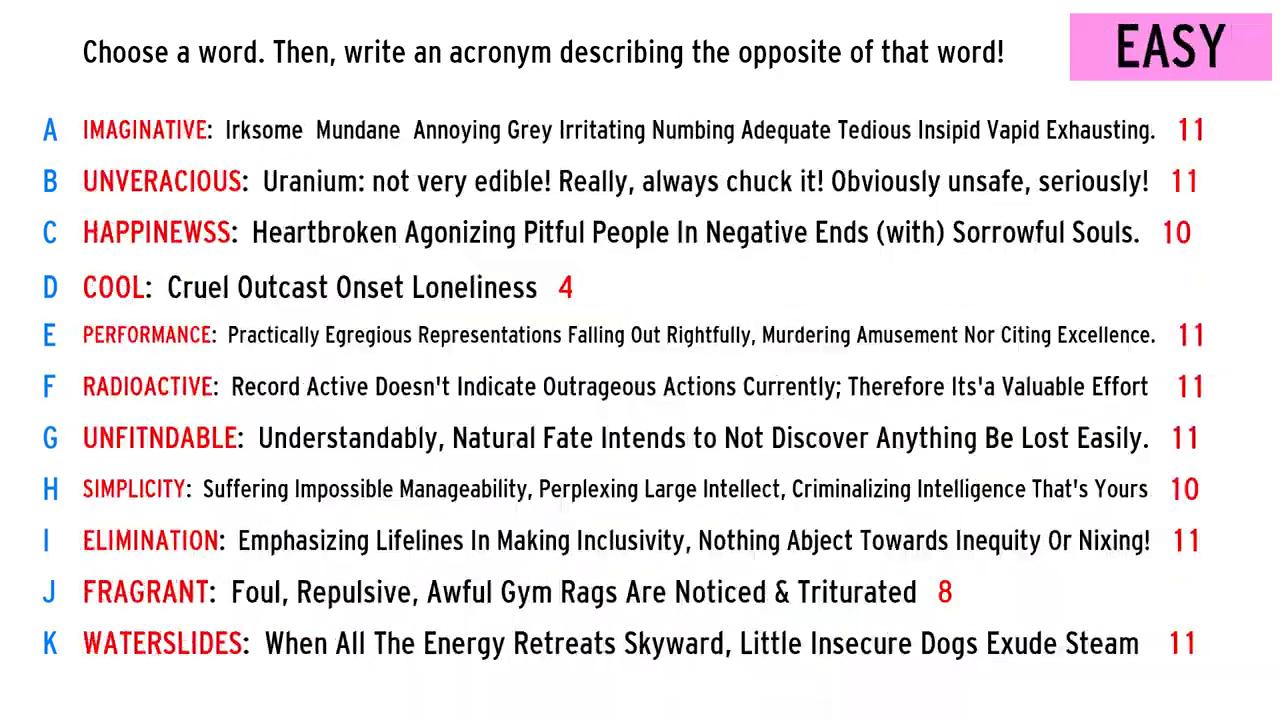 Choose a word. Then, write an acronym describing the opposite of that word!
EASY
A IMAGINATIVE: Irksome Mundane Annoying Grey Irritating Numbing Adequate Tedious Insipid Vapid Exhausting. 11
B UNVERACIOUS: Uranium: not very edible! Really, always chuck it! Obviously unsafe, seriously! 11
C HAPPINEWSS: Heartbroken Agonizing Pitful People In Negative Ends (with) Sorrowful Souls. 10
D COOL: Cruel Outcast Onset Loneliness 4
E PERFORMANCE: Practically Egregious Representations Falling Out Rightfully, Murdering Amusement Nor Citing Excellence. 11
F RADIOACTIVE: Record Active Doesn't Indicate Outrageous Actions Currently; Therefore Its'a Valuable Effort 11
G UNFITNDABLE: Understandably, Natural Fate Intends to Not Discover Anything Be Lost Easily. 11
H SIMPLICITY: Suffering Impossible Manageability, Perplexing Large Intellect, Criminalizing Intelligence That's Yours 10
I ELIMINATION: Emphasizing Lifelines In Making Inclusivity, Nothing Abject Towards Inequity Or Nixing! 11
J FRAGRANT: Foul, Repulsive, Awful Gym Rags Are Noticed & Triturated 8
K WATERSLIDES: When All The Energy Retreats Skyward, Little Insecure Dogs Exude Steam 11